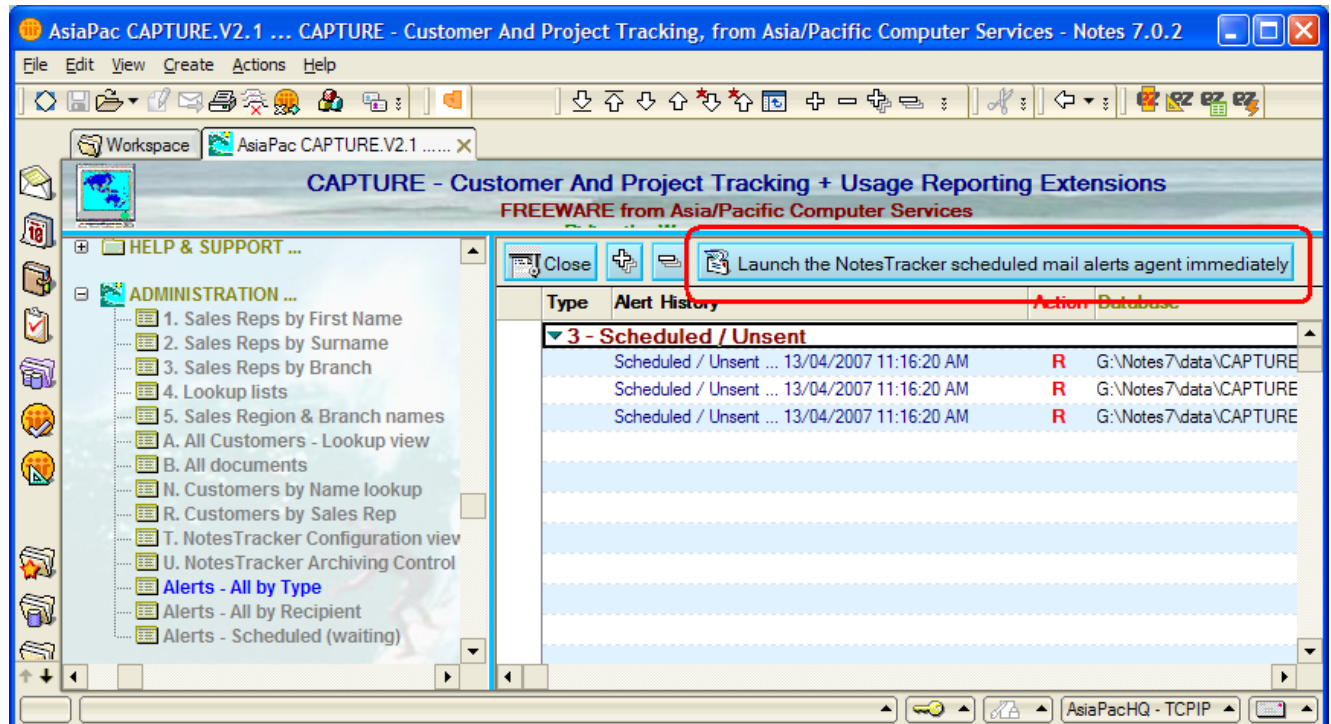 AsiaPac CAPTURE.V2.1 ... CAPTURE - Customer And Project Tracking, from Asia/Pacific Computer Services - Notes 7.0.2
File Edit View Create Actions Help
Workspace
AsiaPac CAPTURE.V2.1 ......
CAPTURE - Customer And Project Tracking + Usage Reporting Extensions
FREEWARE from Asia/Pacific Computer Services
HELP & SUPPORT ...
ADMINISTRATION ...
1. Sales Reps by First Name
2. Sales Reps by Surname
3. Sales Reps by Branch
4. Lookup lists
5. Sales Region & Branch names
A. All Customers - Lookup view
B. All documents
N. Customers by Name lookup
R. Customers by Sales Rep
T. NotesTracker Configuration view
U. NotesTracker Archiving Control
Alerts - All by Type
Alerts - All by Recipient
Alerts - Scheduled (waiting)
Close
Launch the NotesTracker scheduled mail alerts agent immediately
Type Alert History Action Database
3 - Scheduled / Unsent
Scheduled / Unsent ... 13/04/2007 11:16:20 AM R G:\Notes7\data\CAPTURE
Scheduled / Unsent ... 13/04/2007 11:16:20 AM R G:\Notes7\data\CAPTURE
Scheduled / Unsent ... 13/04/2007 11:16:20 AM R G:\Notes7\data\CAPTURE
AsiaPacHQ - TCPIP